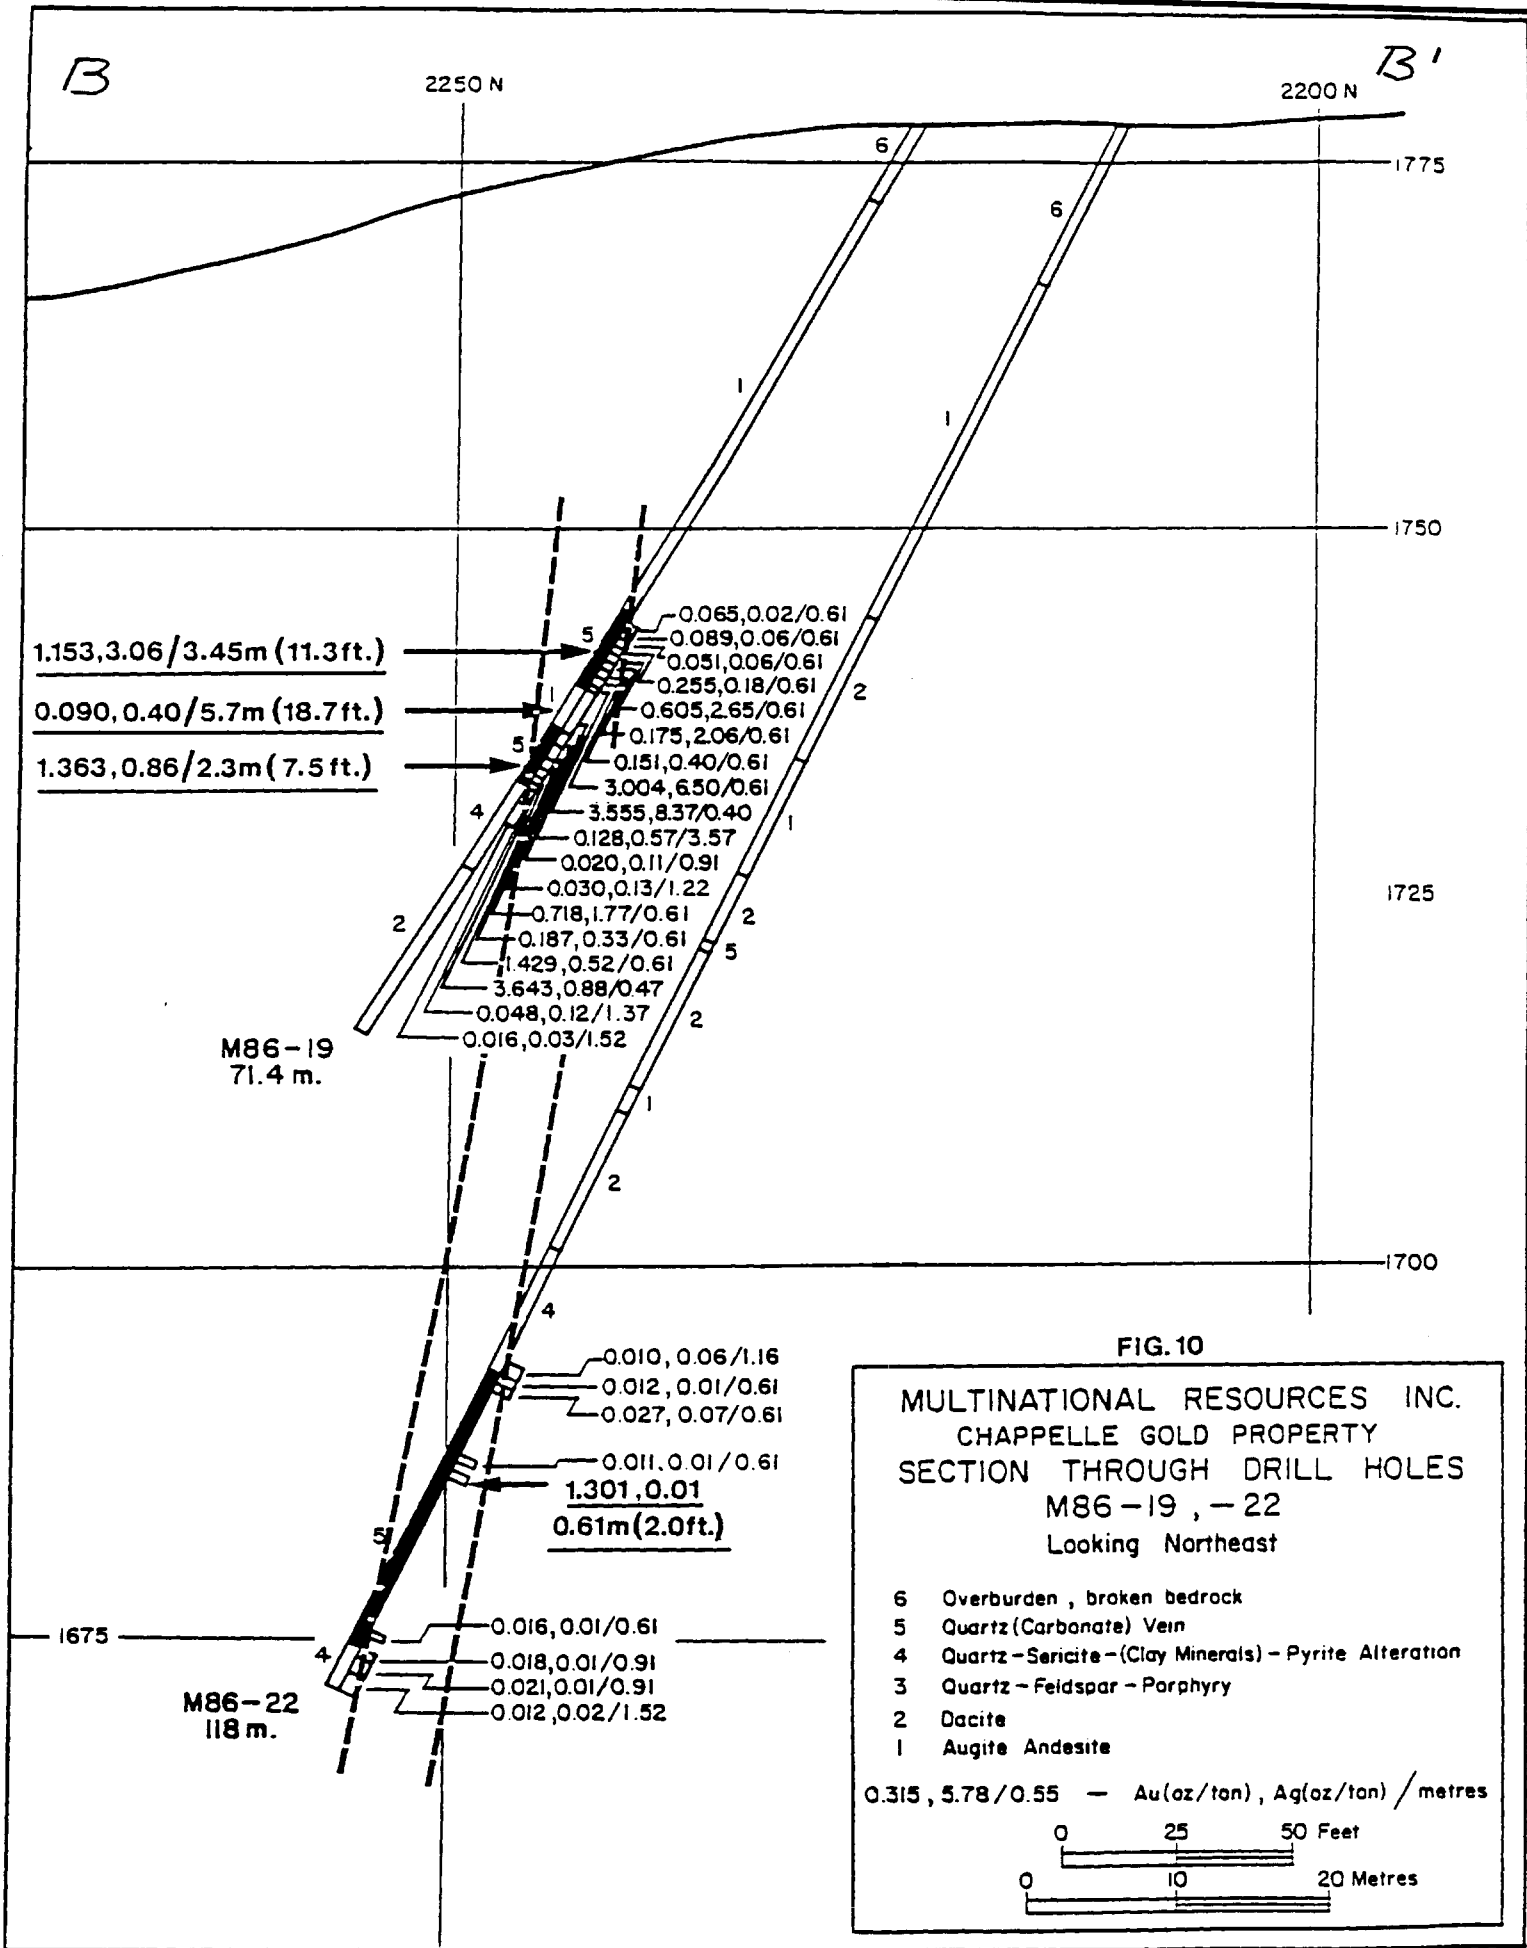 B
B'
2250 N
2200 N
6
1775
6
1
1
1750
0.065,0.02/0.61
5
0.089,0.06/0.61
1.153,3.06/3.45m (11.3ft.)
0.051,0.06/0.61
0.255,0.18/0.61
2
1
0.090,0.40/5.7m (18.7ft.)
0.605,2.65/0.61
0.175,2.06/0.61
5
1.363,0.86/2.3m (7.5ft.)
0.151,0.40/0.61
3.004,6.50/0.61
4
3.555,8.37/0.40
1
0.128,0.57/3.57
0.020,0.11/0.91
0.030,0.13/1.22
1725
2
0.718,1.77/0.61
2
0.187,0.33/0.61
5
1.429,0.52/0.61
3.643,0.88/0.47
0.048,0.12/1.37
2
0.016,0.03/1.52
M86-19
71.4 m.
1
2
1700
4
0.010, 0.06/1.16
0.012, 0.01/0.61
0.027, 0.07/0.61
0.011, 0.01/0.61
1.301, 0.01
0.61m (2.0ft.)
5
1675
0.016, 0.01/0.61
4
0.018, 0.01/0.91
0.021, 0.01/0.91
0.012, 0.02/1.52
M86-22
118 m.
FIG. 10
MULTINATIONAL RESOURCES INC.
CHAPPELLE GOLD PROPERTY
SECTION THROUGH DRILL HOLES
M86-19 , -22
Looking Northeast
6 Overburden , broken bedrock
5 Quartz (Carbonate) Vein
4 Quartz-Sericite-(Clay Minerals)-Pyrite Alteration
3 Quartz-Feldspar-Porphyry
2 Dacite
1 Augite Andesite
0.315, 5.78/0.55 — Au(oz/ton), Ag(oz/ton) / metres
0 25 50 Feet
0 10 20 Metres